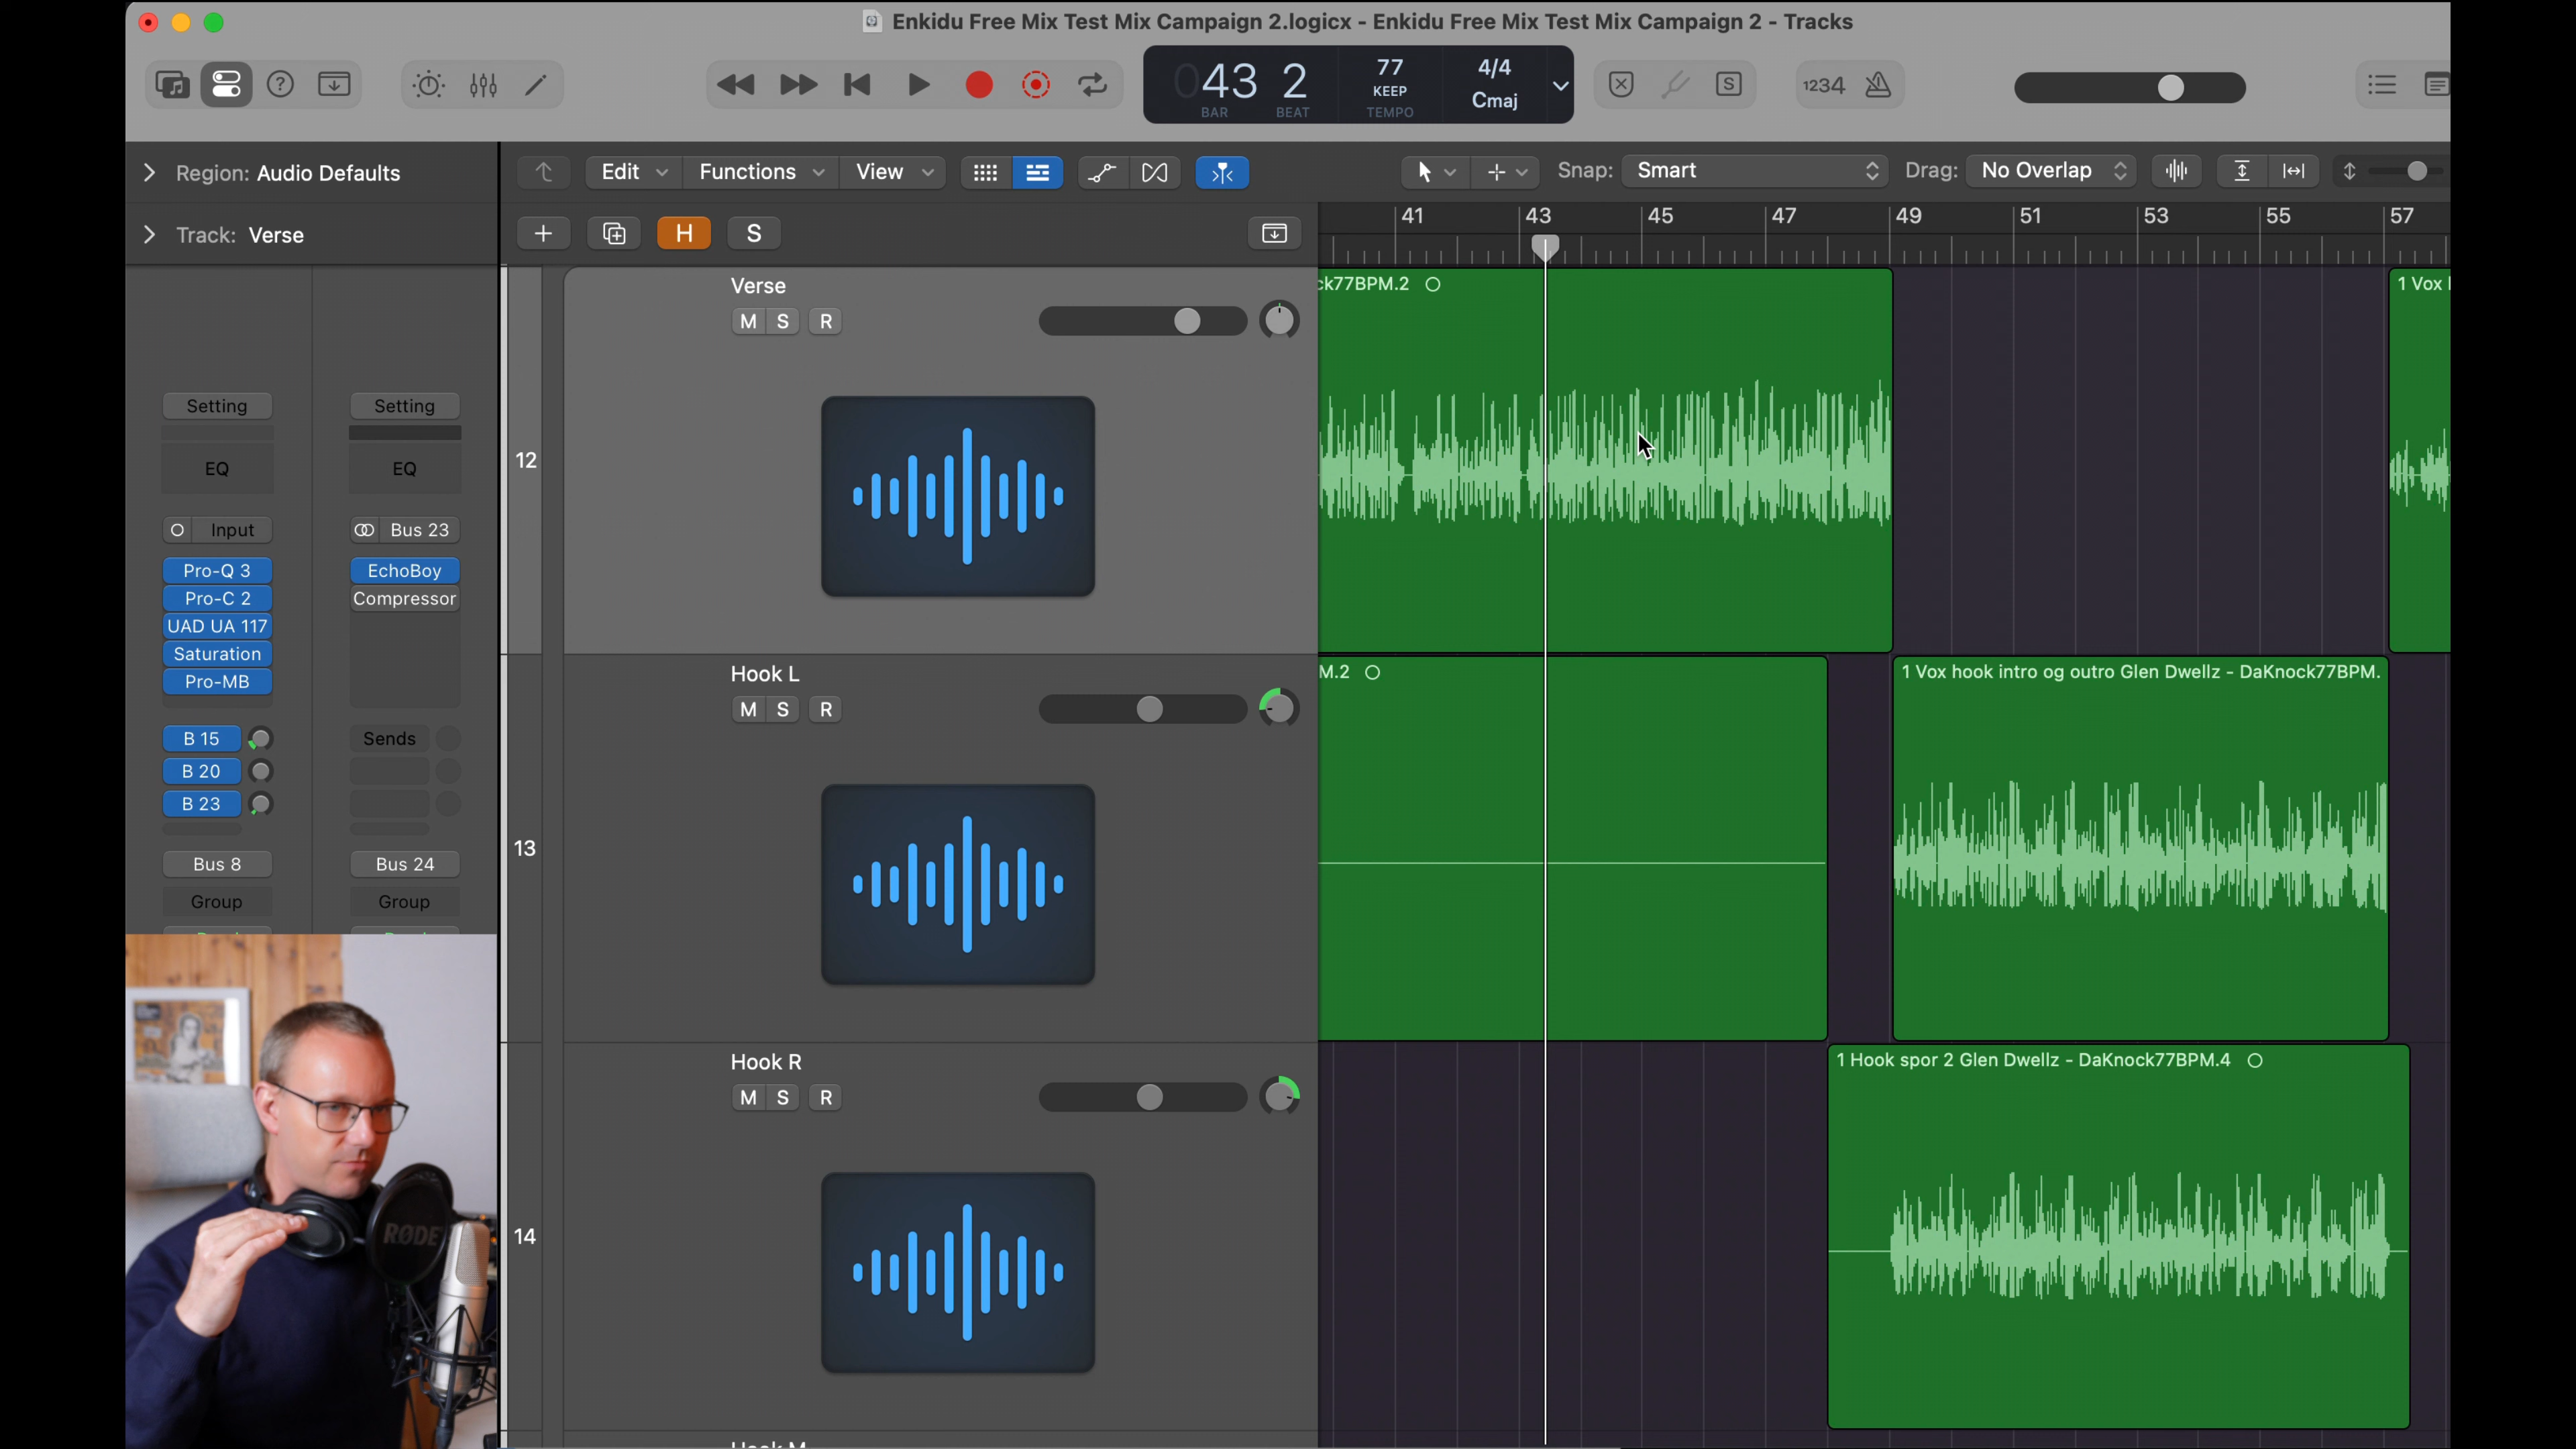 Enkidu Free Mix Test Mix Campaign 2.logicx - Enkidu Free Mix Test Mix Campaign 2 - Tracks
043 2 77 4/4
KEEP Cmaj
BAR BEAT TEMPO
S 1234
Region: Audio Defaults
Edit Functions View Snap: Smart Drag: No Overlap
Track: Verse
H S
41 43 45 47 49 51 53 55 57
Verse
M S R
ck77BPM.2
1 Vox
12
Setting Setting
EQ EQ
Input Bus 23
Pro-Q 3 EchoBoy
Pro-C 2 Compressor
UAD UA 117
Saturation
Pro-MB
B 15 Sends
B 20
B 23
Bus 8 Bus 24
Group Group
Hook L
M S R
M.2
1 Vox hook intro og outro Glen Dwellz - DaKnock77BPM.
13
Hook R
M S R
1 Hook spor 2 Glen Dwellz - DaKnock77BPM.4
14
RØDE